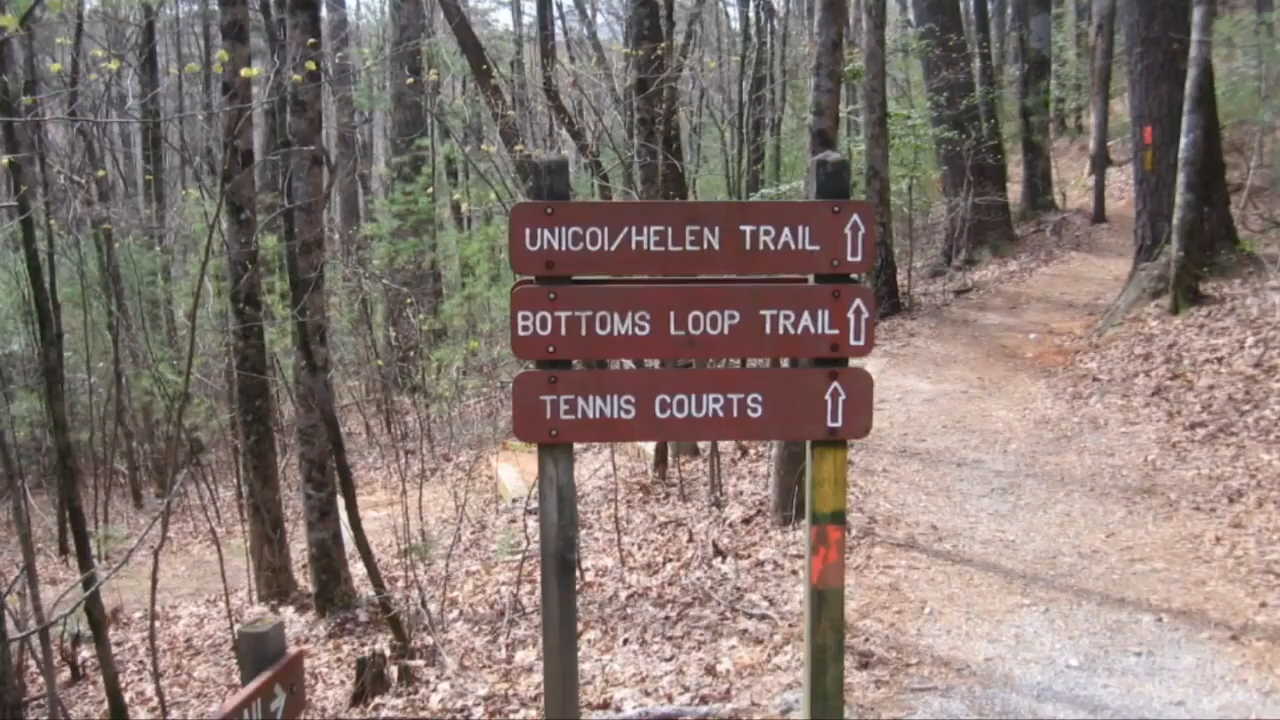 UNICOI/HELEN TRAIL ⇧
BOTTOMS LOOP TRAIL ⇧
TENNIS COURTS ⇧